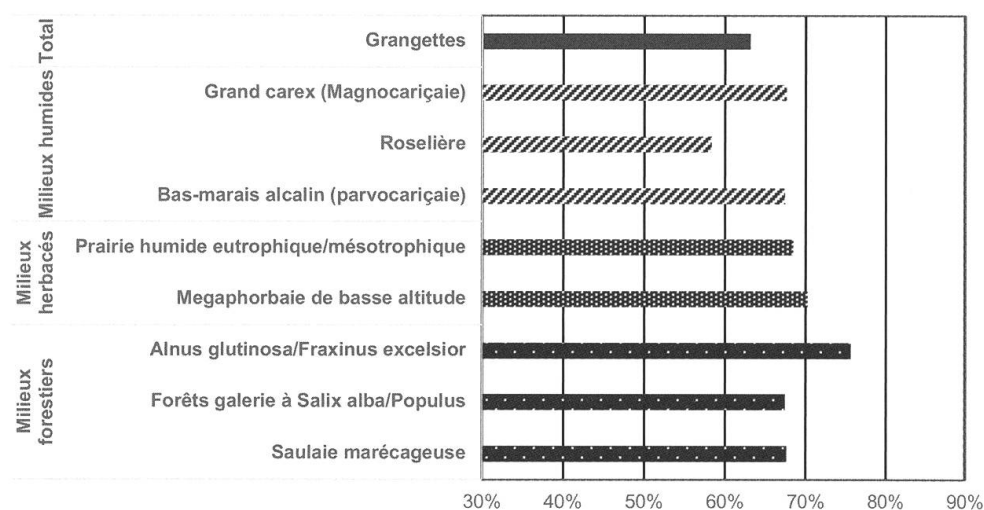 Total
Grangettes
Milieux humides
Grand carex (Magnocariçaie)
Roselière
Bas-marais alcalin (parvocariçaie)
Milieux
herbacés
Prairie humide eutrophique/mésotrophique
Megaphorbaie de basse altitude
Milieux
forestiers
Alnus glutinosa/Fraxinus excelsior
Forêts galerie à Salix alba/Populus
Saulaie marécageuse
30% 40% 50% 60% 70% 80% 90%